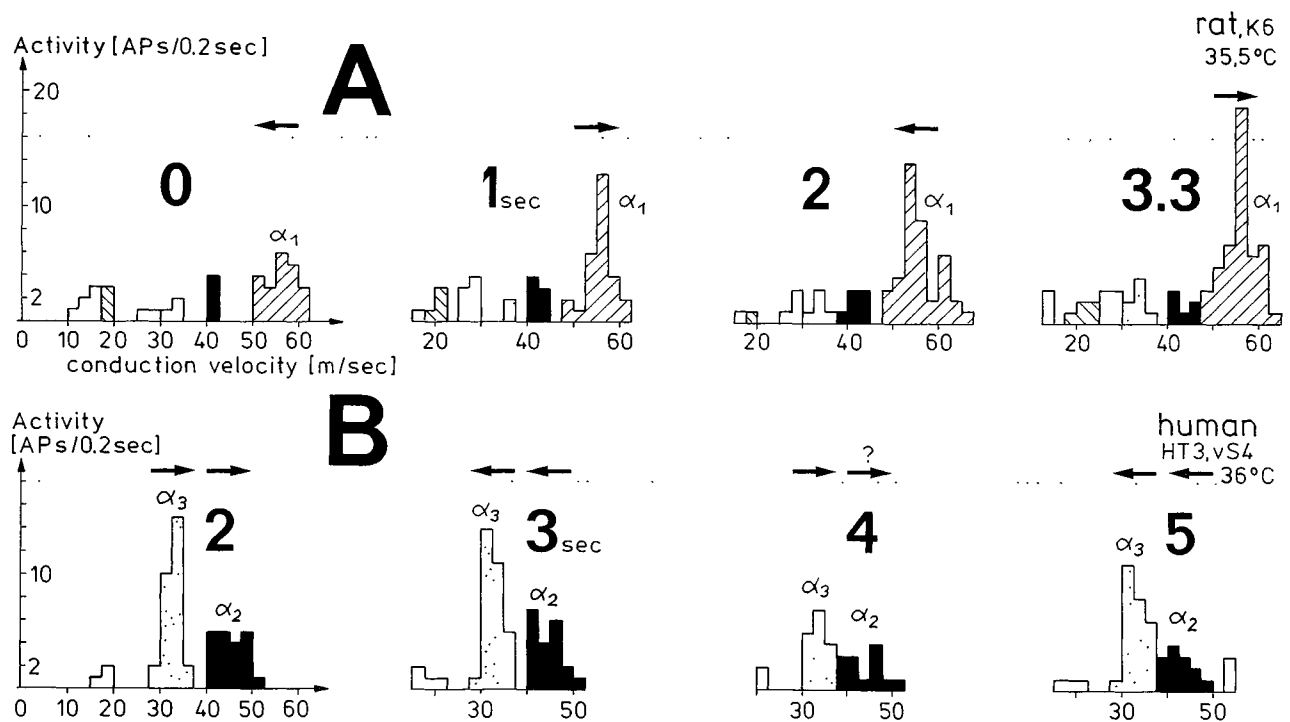 Activity [APs/0.2sec]
A
rat, K6
35,5°C
20
10
2
0
α1
1sec
α1
2
α1
3.3
α1
0 10 20 30 40 50 60
20 40 60
20 40 60
20 40 60
conduction velocity [m/sec]
B
Activity
[APs/0.2sec]
human
HT3, vS4
36°C
?
10
2
α3
2
α2
α3
3sec
α2
α3
4
α2
α3
5
α2
0 10 20 30 40 50 60
30 50
30 50
30 50